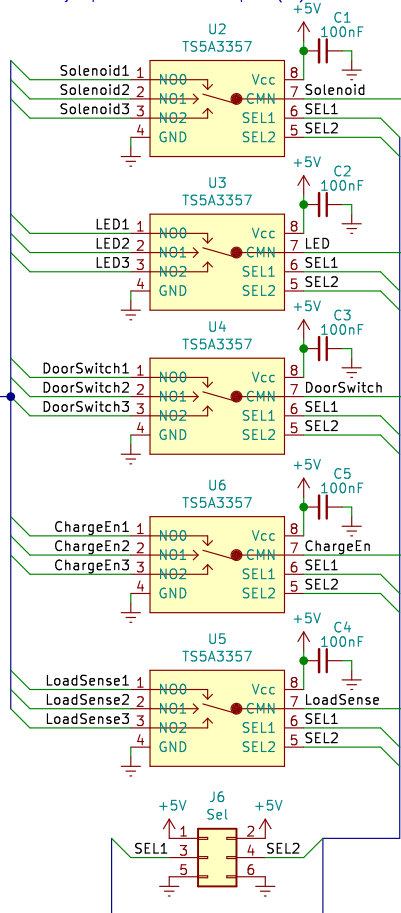 U2 C1
TS5A3357 +5V 100nF
Solenoid1 1 NO0 Vcc 8
Solenoid2 2 NO1 CMN 7 Solenoid
Solenoid3 3 NO2 SEL1 6 SEL1
4 GND SEL2 5 SEL2
U3 C2
TS5A3357 +5V 100nF
LED1 1 NO0 Vcc 8
LED2 2 NO1 CMN 7 LED
LED3 3 NO2 SEL1 6 SEL1
4 GND SEL2 5 SEL2
U4 C3
TS5A3357 +5V 100nF
DoorSwitch1 1 NO0 Vcc 8
DoorSwitch2 2 NO1 CMN 7 DoorSwitch
DoorSwitch3 3 NO2 SEL1 6 SEL1
4 GND SEL2 5 SEL2
U6 C5
TS5A3357 +5V 100nF
ChargeEn1 1 NO0 Vcc 8
ChargeEn2 2 NO1 CMN 7 ChargeEn
ChargeEn3 3 NO2 SEL1 6 SEL1
4 GND SEL2 5 SEL2
U5 C4
TS5A3357 +5V 100nF
LoadSense1 1 NO0 Vcc 8
LoadSense2 2 NO1 CMN 7 LoadSense
LoadSense3 3 NO2 SEL1 6 SEL1
4 GND SEL2 5 SEL2
J6
+5V Sel +5V
1 2
SEL1 3 4 SEL2
5 6